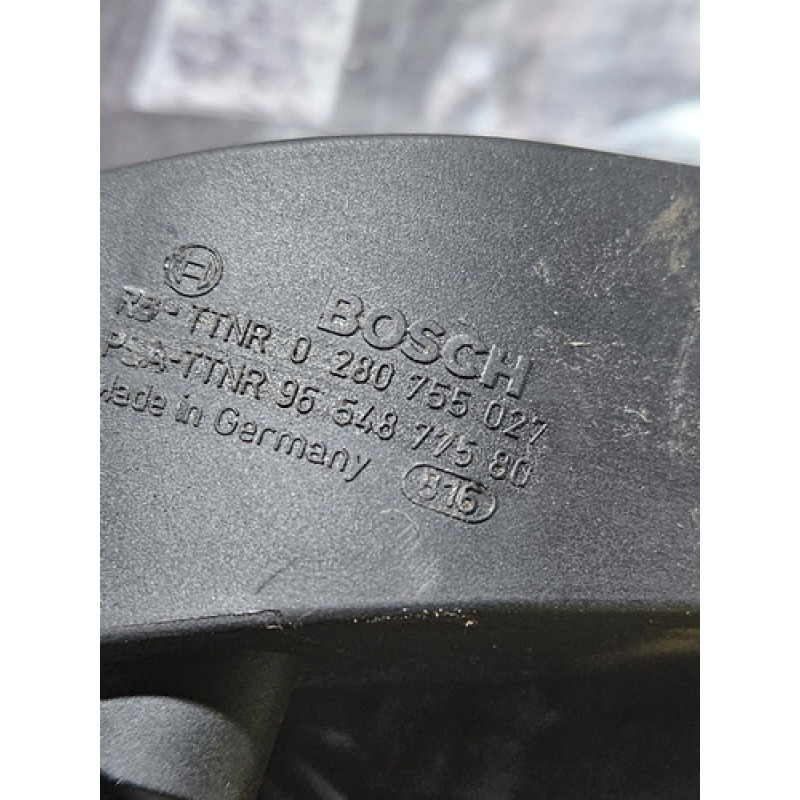 BOSCH
RB-TTNR 0 280 755 027
PSA-TTNR 96 548 775 80
Made in Germany 816